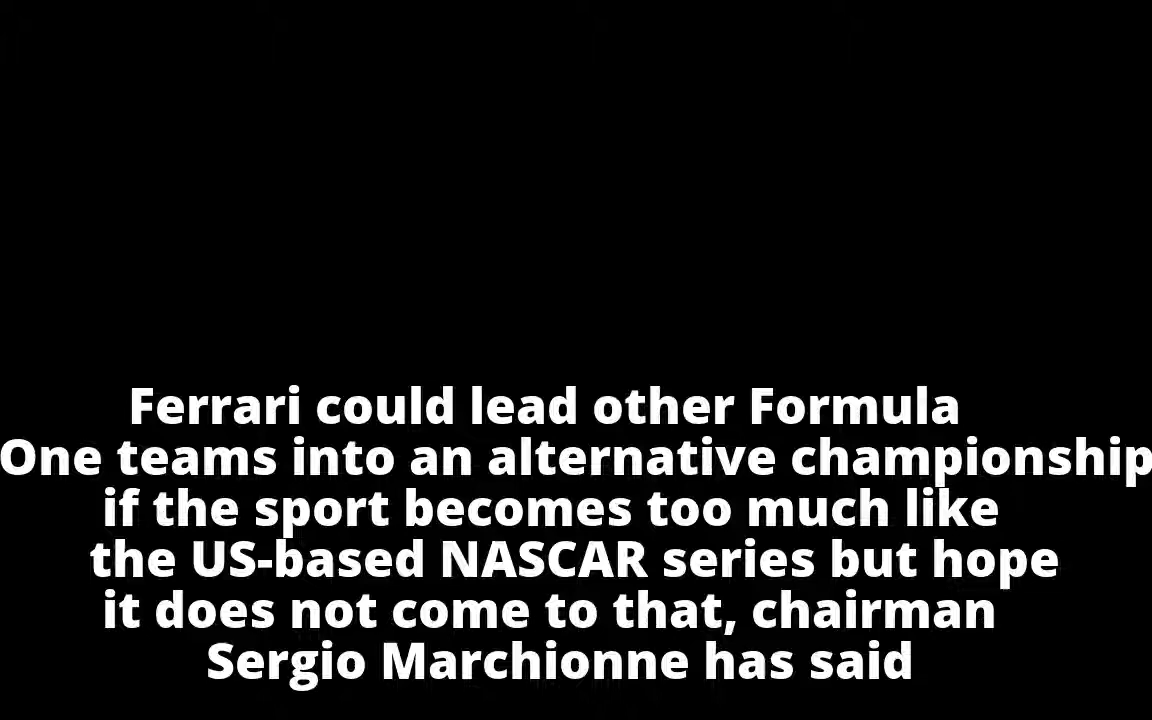 Ferrari could lead other Formula
One teams into an alternative championship
if the sport becomes too much like
the US-based NASCAR series but hope
it does not come to that, chairman
Sergio Marchionne has said